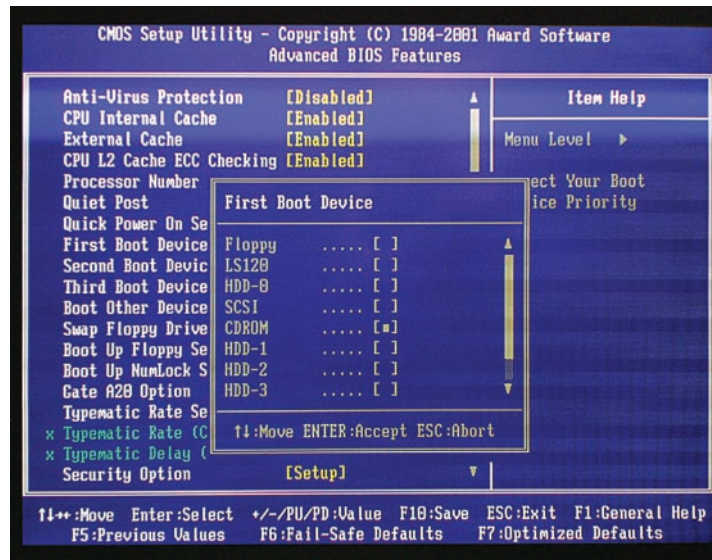 CMOS Setup Utility - Copyright (C) 1984-2001 Award Software
Advanced BIOS Features
Anti-Virus Protection [Disabled]
CPU Internal Cache [Enabled]
External Cache [Enabled]
CPU L2 Cache ECC Checking [Enabled]
Processor Number
Quiet Post
Quick Power On Se
First Boot Device
Second Boot Devic
Third Boot Device
Boot Other Device
Swap Floppy Drive
Boot Up Floppy Se
Boot Up NumLock S
Gate A20 Option
Typematic Rate Se
x Typematic Rate (C
x Typematic Delay (
Security Option [Setup]
First Boot Device
Floppy ..... [ ]
LS120 ..... [ ]
HDD-0 ..... [ ]
SCSI ..... [ ]
CDROM ..... [■]
HDD-1 ..... [ ]
HDD-2 ..... [ ]
HDD-3 ..... [ ]
↑↓:Move ENTER:Accept ESC:Abort
Item Help
Menu Level ▶
ect Your Boot
ice Priority
↑↓→←:Move Enter:Select +/-/PU/PD:Value F10:Save ESC:Exit F1:General Help
F5:Previous Values F6:Fail-Safe Defaults F7:Optimized Defaults